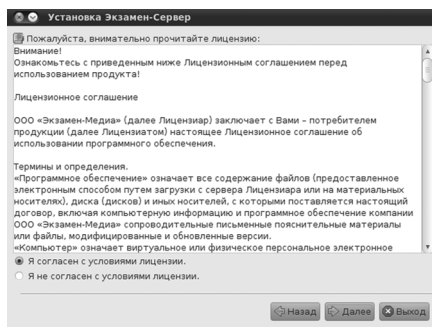 Установка Экзамен-Сервер
Пожалуйста, внимательно прочитайте лицензию:
Внимание!
Ознакомьтесь с приведенным ниже Лицензионным соглашением перед
использованием продукта!
Лицензионное соглашение
ООО «Экзамен-Медиа» (далее Лицензиар) заключает с Вами – потребителем
продукции (далее Лицензиатом) настоящее Лицензионное соглашение об
использовании программного обеспечения.
Термины и определения.
«Программное обеспечение» означает все содержание файлов (предоставленное
электронным способом путем загрузки с сервера Лицензиара или на материальных
носителях), диска (дисков) и иных носителей, с которыми поставляется настоящий
договор, включая компьютерную информацию и программное обеспечение компании
ООО «Экзамен-Медиа» сопроводительные письменные пояснительные материалы
или файлы, модифицированные и обновленные версии.
«Компьютер» означает виртуальное или физическое персональное электронное
Я согласен с условиями лицензии.
Я не согласен с условиями лицензии.
Назад Далее Выход